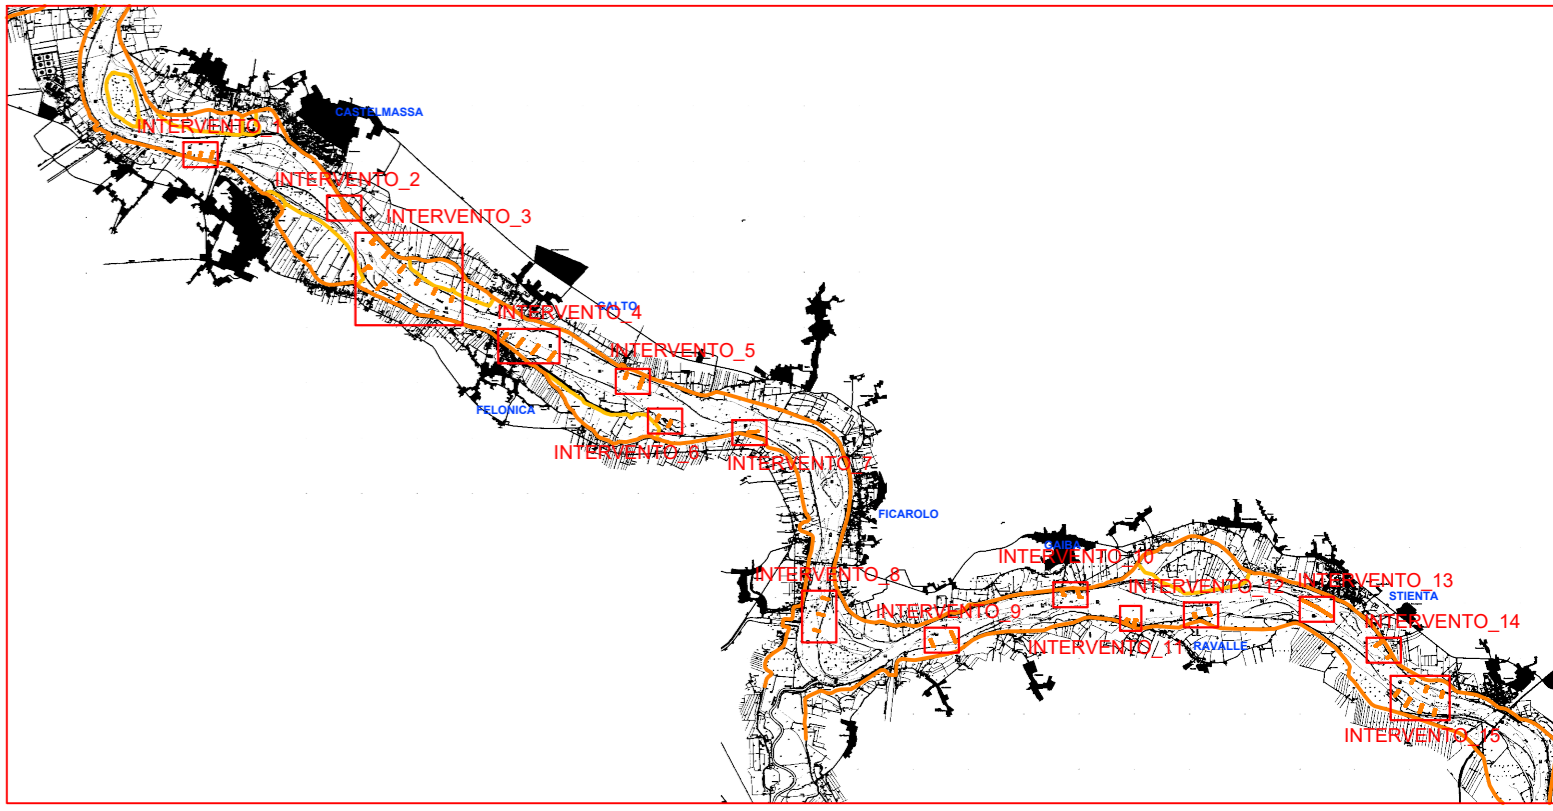 CASTELMASSA
INTERVENTO_1
INTERVENTO_2
INTERVENTO_3
CALTO
INTERVENTO_4
INTERVENTO_5
FELONICA
INTERVENTO_6
INTERVENTO_7
FICAROLO
GAIBA
INTERVENTO_10
INTERVENTO_8
INTERVENTO_12
INTERVENTO_13
STIENTA
INTERVENTO_9
INTERVENTO_14
INTERVENTO_11
RAVALLE
INTERVENTO_15